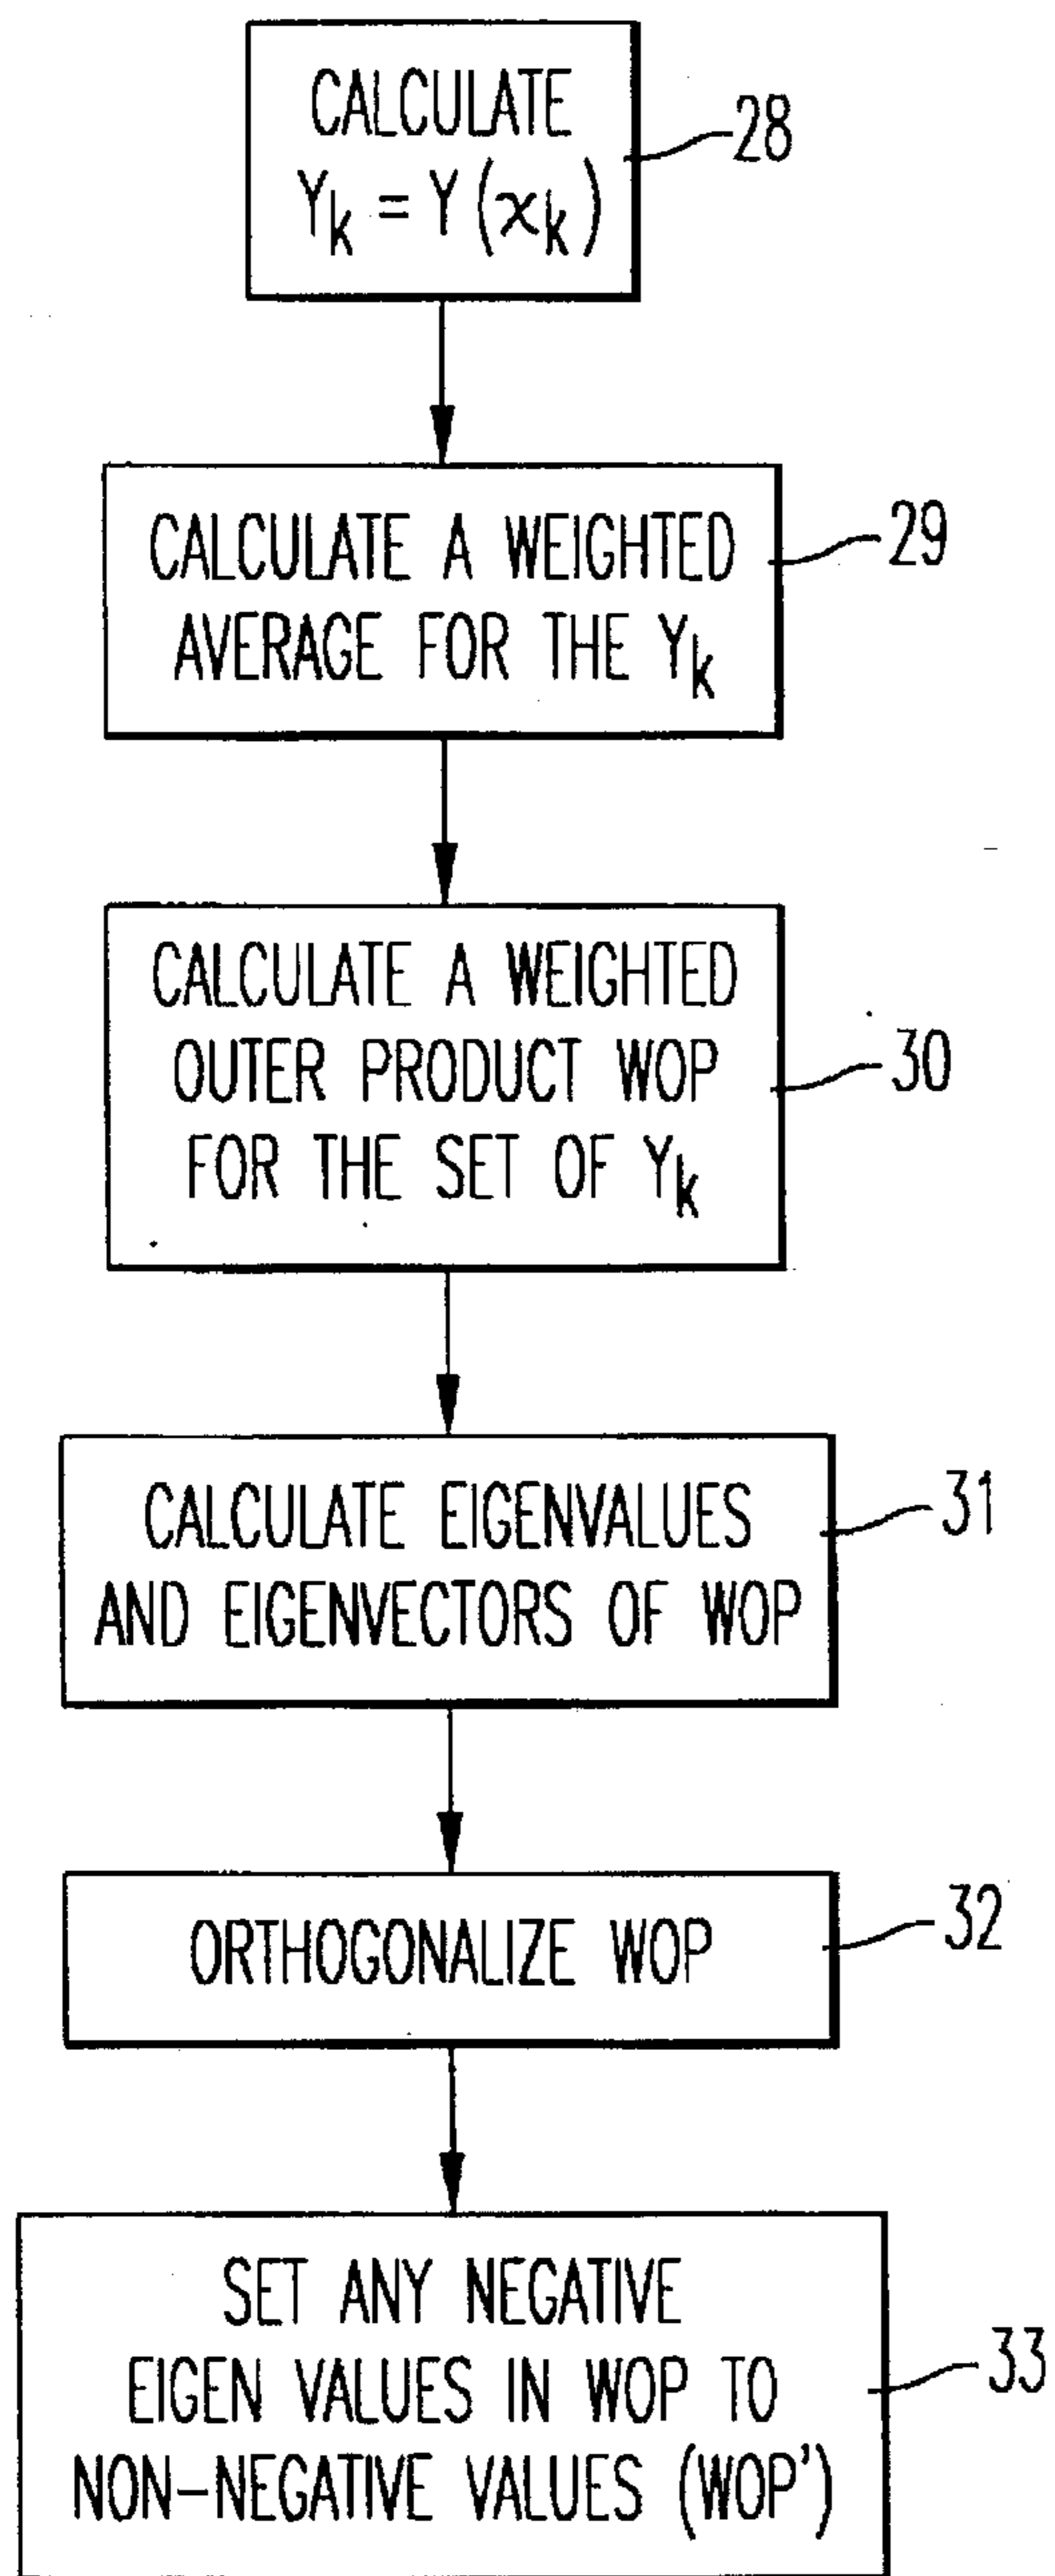 CALCULATE
Yk = Y(xk)
28
CALCULATE A WEIGHTED
AVERAGE FOR THE Yk
29
CALCULATE A WEIGHTED
OUTER PRODUCT WOP
FOR THE SET OF Yk
30
CALCULATE EIGENVALUES
AND EIGENVECTORS OF WOP
31
ORTHOGONALIZE WOP
32
SET ANY NEGATIVE
EIGEN VALUES IN WOP TO
NON-NEGATIVE VALUES (WOP')
33